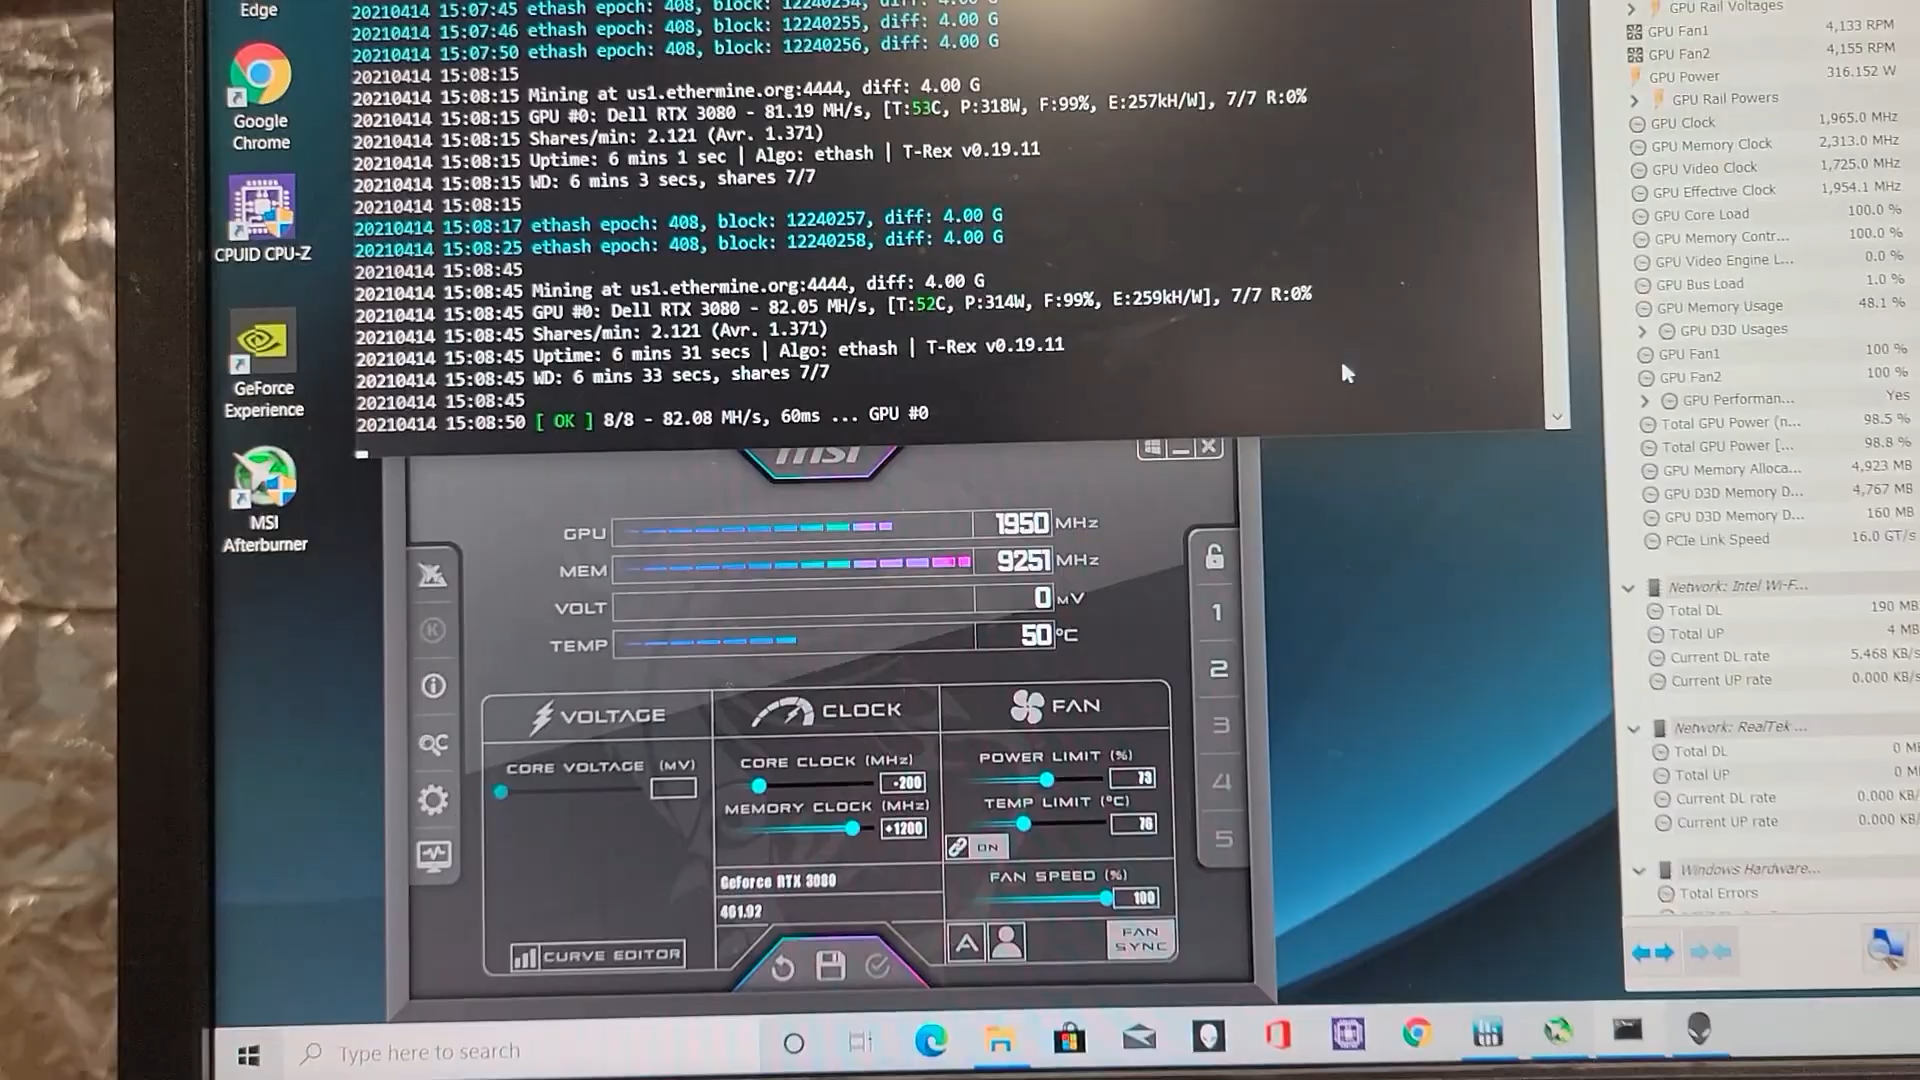 Edge
Google
Chrome
CPUID CPU-Z
GeForce
Experience
MSI
Afterburner
20210414 15:07:45 ethash epoch: 408, block: 12240254, diff: 4.00 G
20210414 15:07:46 ethash epoch: 408, block: 12240255, diff: 4.00 G
20210414 15:07:50 ethash epoch: 408, block: 12240256, diff: 4.00 G
20210414 15:08:15
20210414 15:08:15 Mining at us1.ethermine.org:4444, diff: 4.00 G
20210414 15:08:15 GPU #0: Dell RTX 3080 - 81.19 MH/s, [T:53C, P:318W, F:99%, E:257kH/W], 7/7 R:0%
20210414 15:08:15 Shares/min: 2.121 (Avr. 1.371)
20210414 15:08:15 Uptime: 6 mins 1 sec | Algo: ethash | T-Rex v0.19.11
20210414 15:08:15 WD: 6 mins 3 secs, shares 7/7
20210414 15:08:15
20210414 15:08:17 ethash epoch: 408, block: 12240257, diff: 4.00 G
20210414 15:08:25 ethash epoch: 408, block: 12240258, diff: 4.00 G
20210414 15:08:45
20210414 15:08:45 Mining at us1.ethermine.org:4444, diff: 4.00 G
20210414 15:08:45 GPU #0: Dell RTX 3080 - 82.05 MH/s, [T:52C, P:314W, F:99%, E:259kH/W], 7/7 R:0%
20210414 15:08:45 Shares/min: 2.121 (Avr. 1.371)
20210414 15:08:45 Uptime: 6 mins 31 secs | Algo: ethash | T-Rex v0.19.11
20210414 15:08:45 WD: 6 mins 33 secs, shares 7/7
20210414 15:08:45
20210414 15:08:50 [ OK ] 8/8 - 82.08 MH/s, 60ms ... GPU #0
msi
GPU 1950 MHz
MEM 9251 MHz
VOLT 0 MV
TEMP 50 °C
K
i
OC
1
2
3
4
5
VOLTAGE
CORE VOLTAGE (MV)
CURVE EDITOR
CLOCK
CORE CLOCK (MHz)
-200
MEMORY CLOCK (MHz)
+1200
GeForce RTX 3080
461.92
FAN
POWER LIMIT (%)
73
TEMP LIMIT (°C)
76
ON
FAN SPEED (%)
100
A
FAN
SYNC
GPU Rail Voltages
GPU Fan1 4,133 RPM
GPU Fan2 4,155 RPM
GPU Power 316.152 W
GPU Rail Powers
GPU Clock 1,965.0 MHz
GPU Memory Clock 2,313.0 MHz
GPU Video Clock 1,725.0 MHz
GPU Effective Clock 1,954.1 MHz
GPU Core Load 100.0 %
GPU Memory Contr... 100.0 %
GPU Video Engine L... 0.0 %
GPU Bus Load 1.0 %
GPU Memory Usage 48.1 %
GPU D3D Usages
GPU Fan1 100 %
GPU Fan2 100 %
GPU Performan... Yes
Total GPU Power (n... 98.5 %
Total GPU Power [... 98.8 %
GPU Memory Alloca... 4,923 MB
GPU D3D Memory D... 4,767 MB
GPU D3D Memory D... 160 MB
PCIe Link Speed 16.0 GT/s
Network: Intel Wi-F...
Total DL 190 MB
Total UP 4 MB
Current DL rate 5.468 KB/s
Current UP rate 0.000 KB/s
Network: RealTek ...
Total DL 0 M
Total UP 0 M
Current DL rate 0.000 KB/
Current UP rate 0.000 KB/
Windows Hardware...
Total Errors
Type here to search